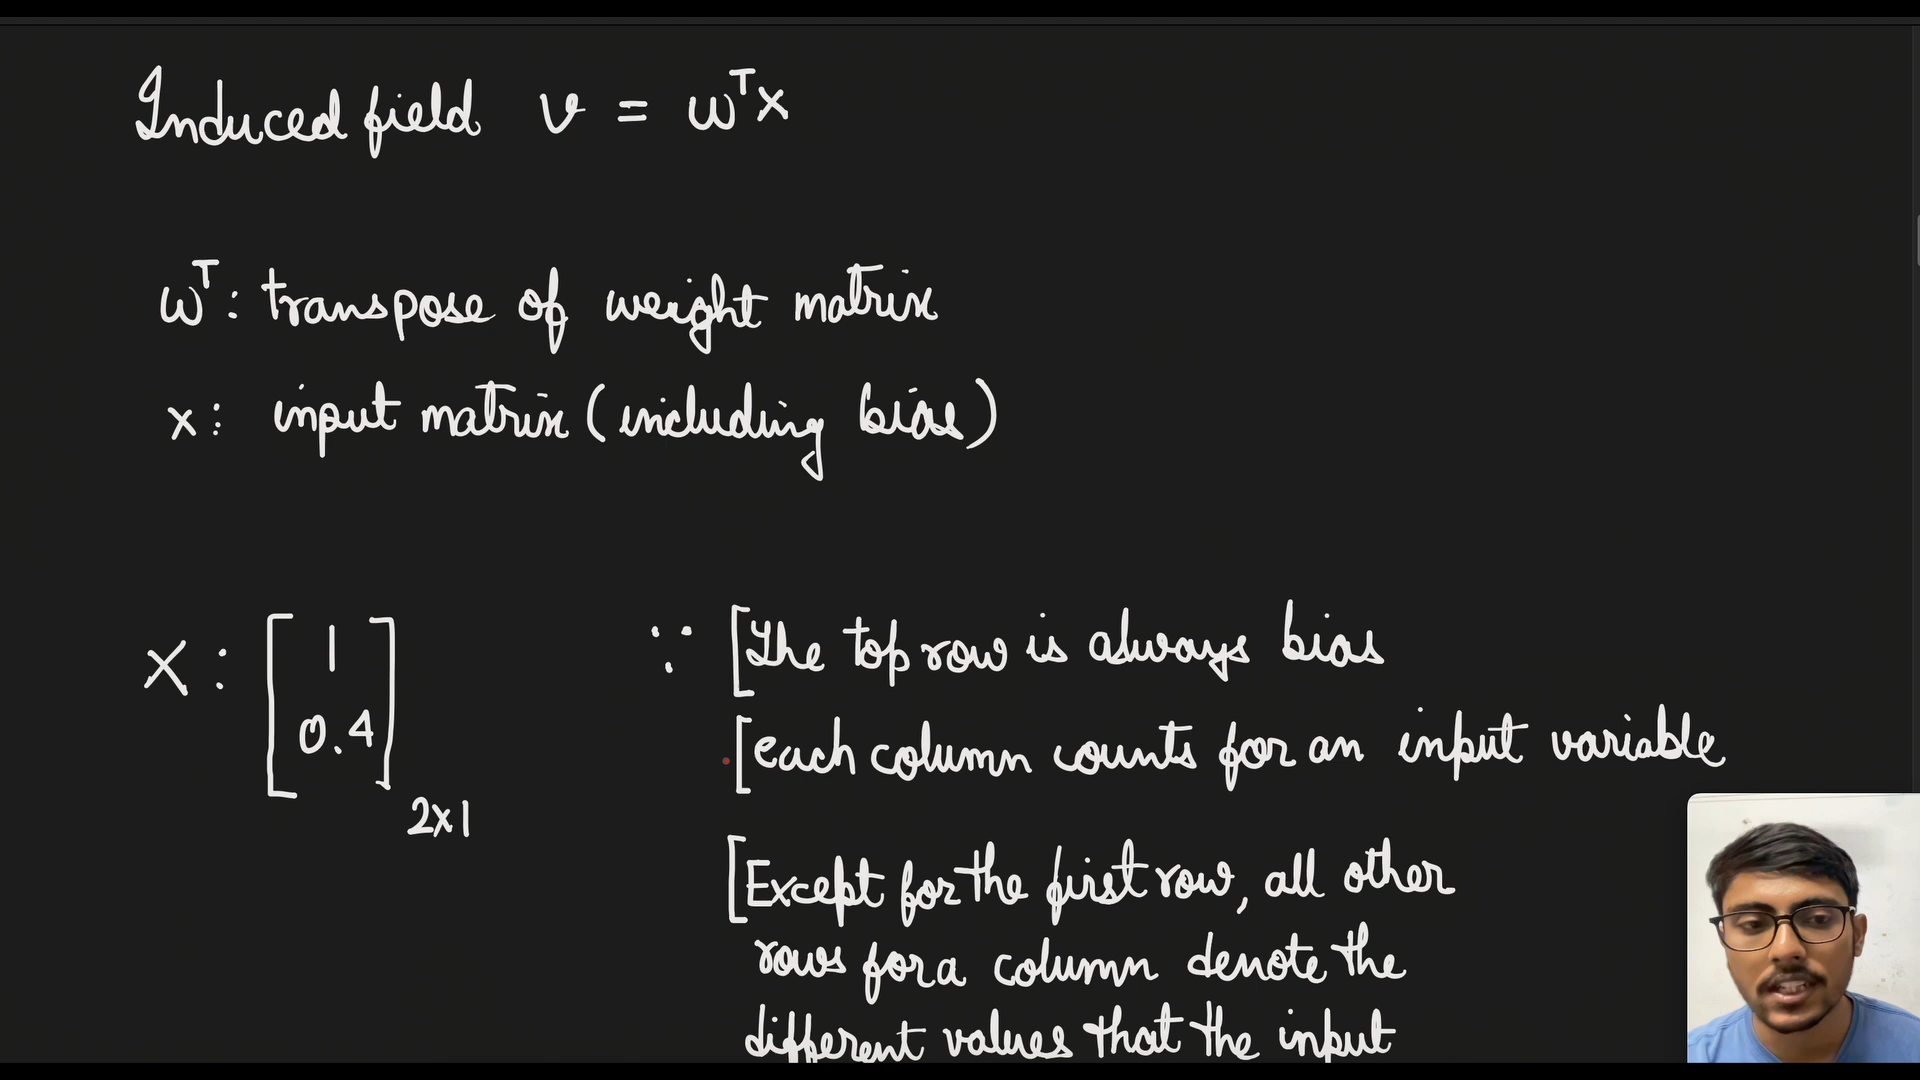 Induced field v = wᵀx
wᵀ: transpose of weight matrix
x: input matrix (including bias)
X : [ 1
0.4 ] 2x1
∵ [The top row is always bias
[each column counts for an input variable
[Except for the first row, all other
rows for a column denote the
different values that the input